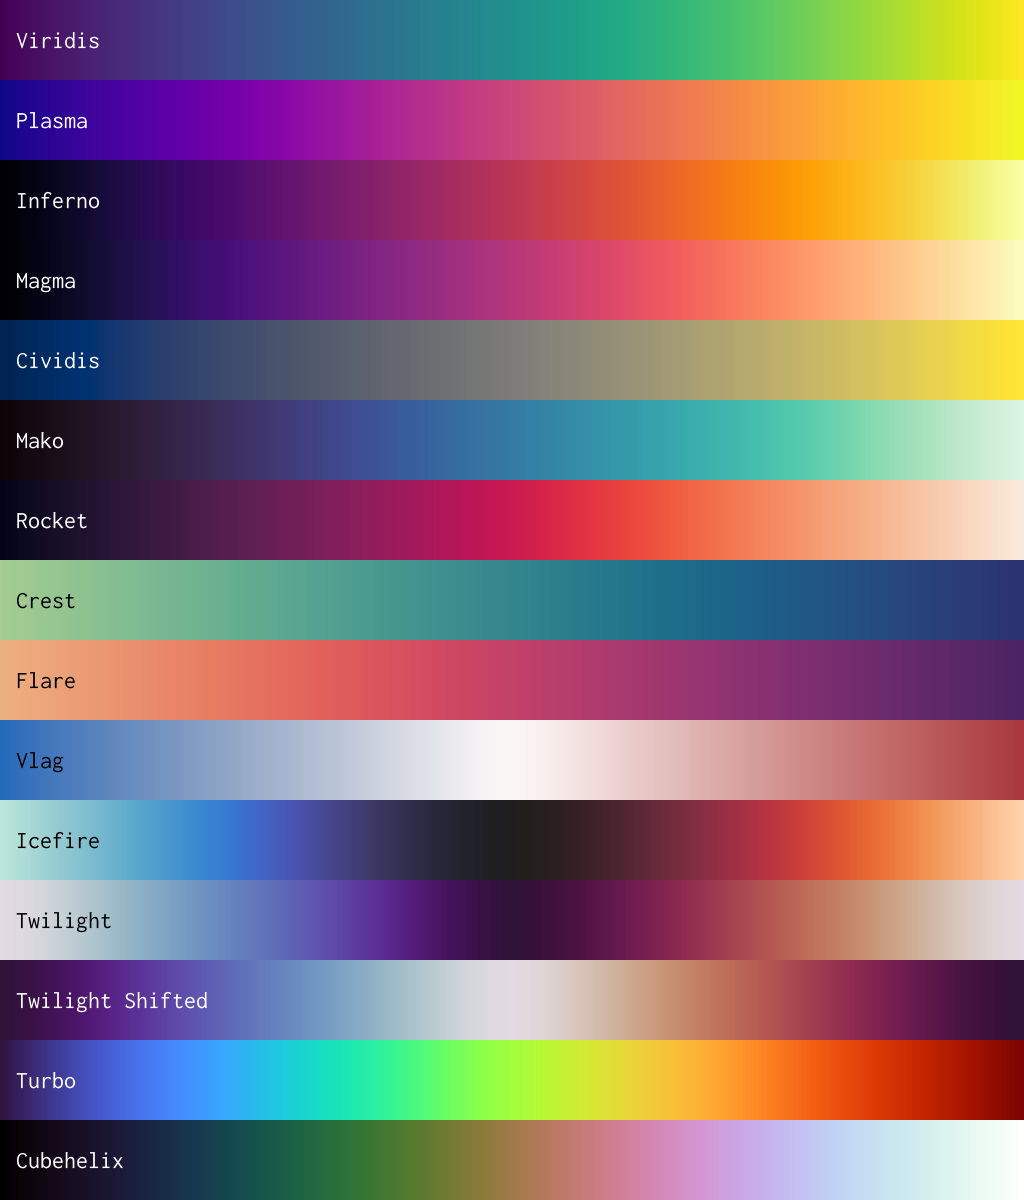 Viridis
Plasma
Inferno
Magma
Cividis
Mako
Rocket
Crest
Flare
Vlag
Icefire
Twilight
Twilight Shifted
Turbo
Cubehelix